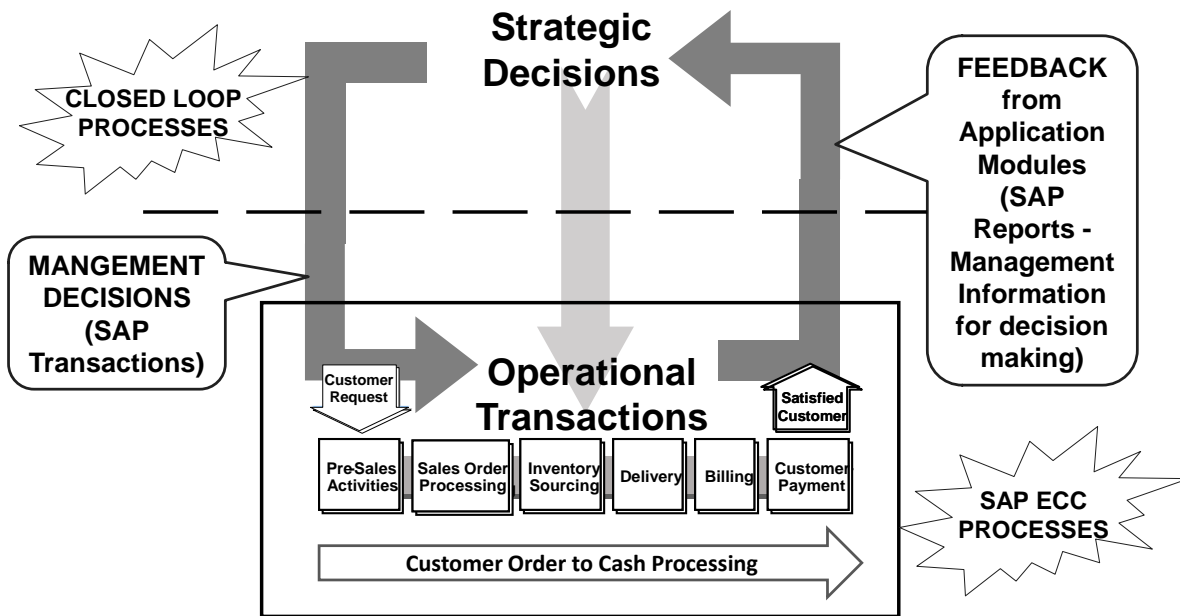 Strategic
Decisions
CLOSED LOOP
PROCESSES
FEEDBACK
from
Application
Modules
(SAP
Reports -
Management
Information
for decision
making)
MANGEMENT
DECISIONS
(SAP
Transactions)
Operational
Transactions
Customer
Request
Satisfied
Customer
Pre-Sales
Activities
Sales Order
Processing
Inventory
Sourcing
Delivery
Billing
Customer
Payment
SAP ECC
PROCESSES
Customer Order to Cash Processing